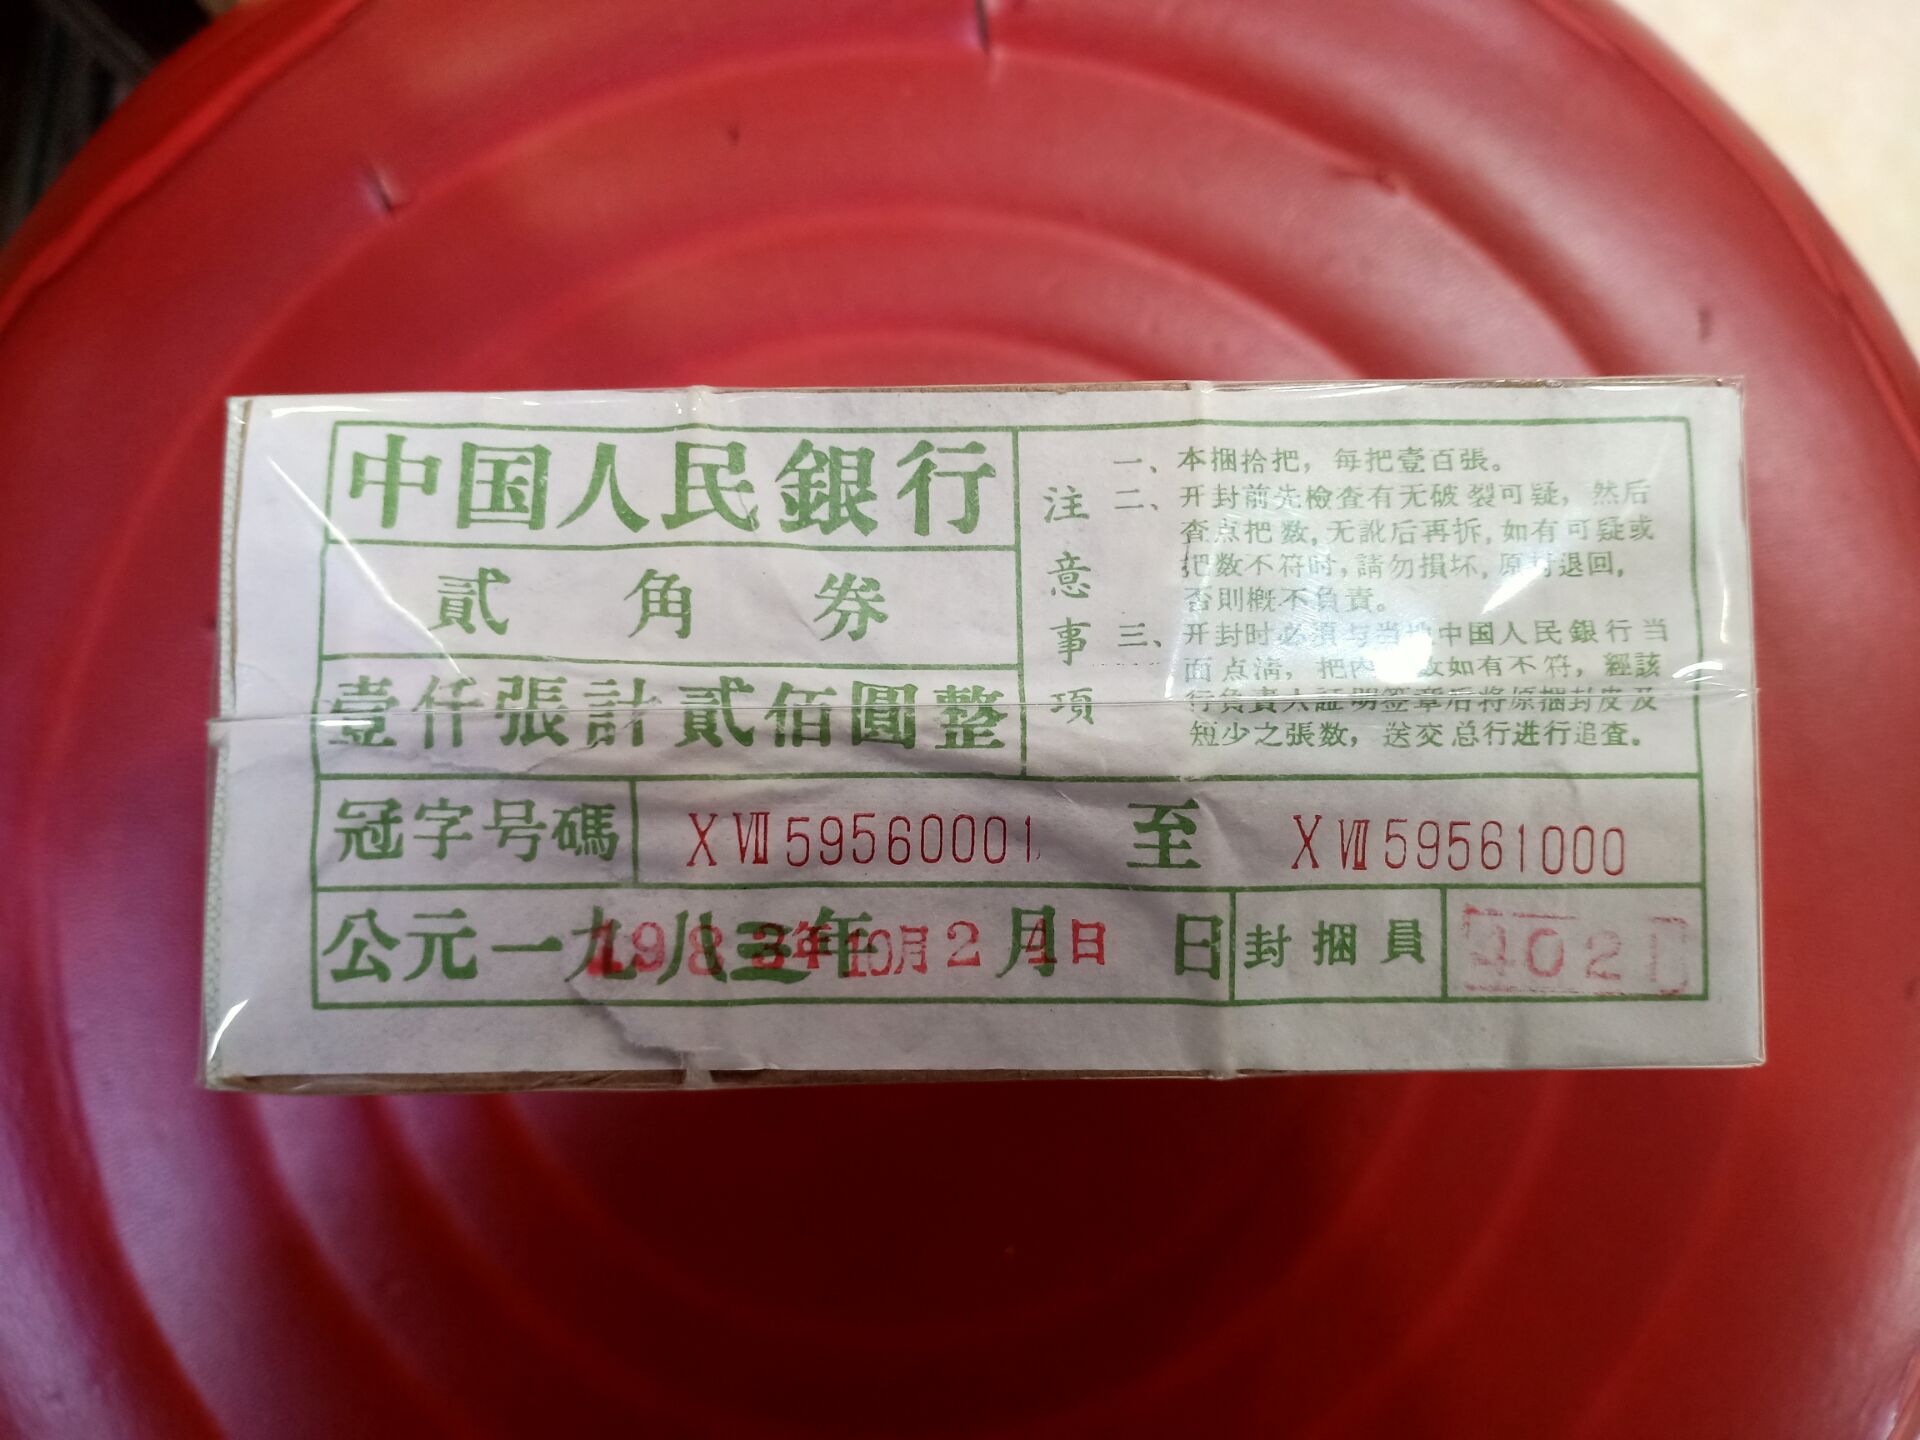 中国人民銀行
貳角券
壹仟張計貳佰圓整
注意事項
一、本捆拾把，每把壹百張。
二、开封前先檢查有无破裂可疑，然后
查点把数，无訛后再拆，如有可疑或
把数不符时，請勿損坏，原封退回，
否則概不負責。
三、开封时必須与当地中国人民銀行当
面点清，把内 数如有不符，經該
行負責人証明签章后将原捆封皮及
短少之張数，送交总行进行追查。
冠字号碼 XⅦ59560001 至 XⅦ59561000
公元一九八三年 月 日 封捆員 4021
1983年10月24日